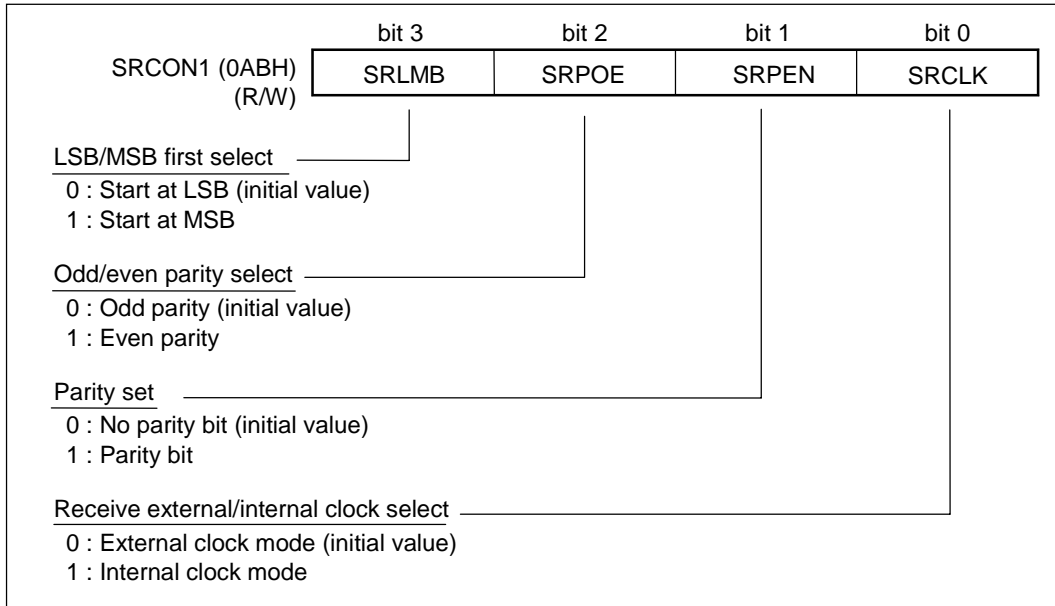 bit 3 bit 2 bit 1 bit 0
SRCON1 (0ABH) SRLMB SRPOE SRPEN SRCLK
(R/W)
LSB/MSB first select
0 : Start at LSB (initial value)
1 : Start at MSB
Odd/even parity select
0 : Odd parity (initial value)
1 : Even parity
Parity set
0 : No parity bit (initial value)
1 : Parity bit
Receive external/internal clock select
0 : External clock mode (initial value)
1 : Internal clock mode